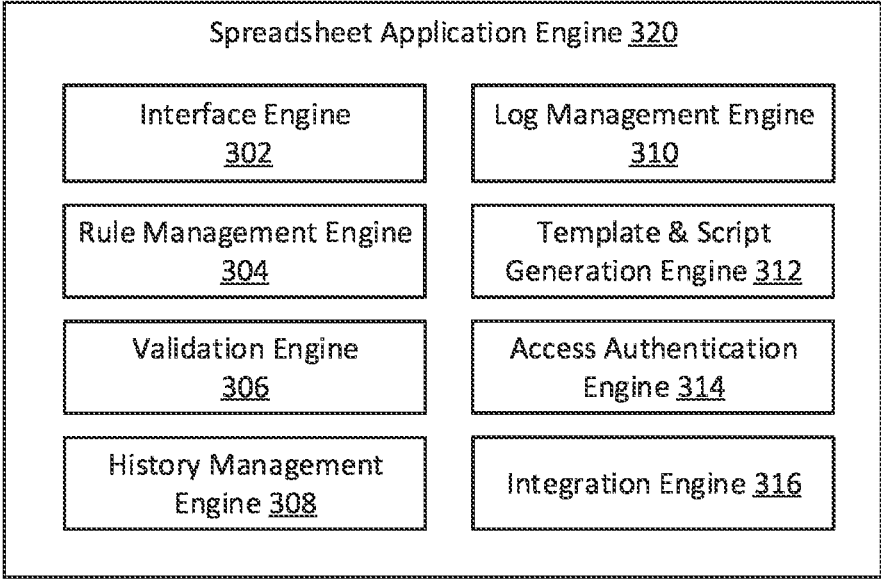 Spreadsheet Application Engine 320
Interface Engine
302
Log Management Engine
310
Rule Management Engine
304
Template & Script
Generation Engine 312
Validation Engine
306
Access Authentication
Engine 314
History Management
Engine 308
Integration Engine 316